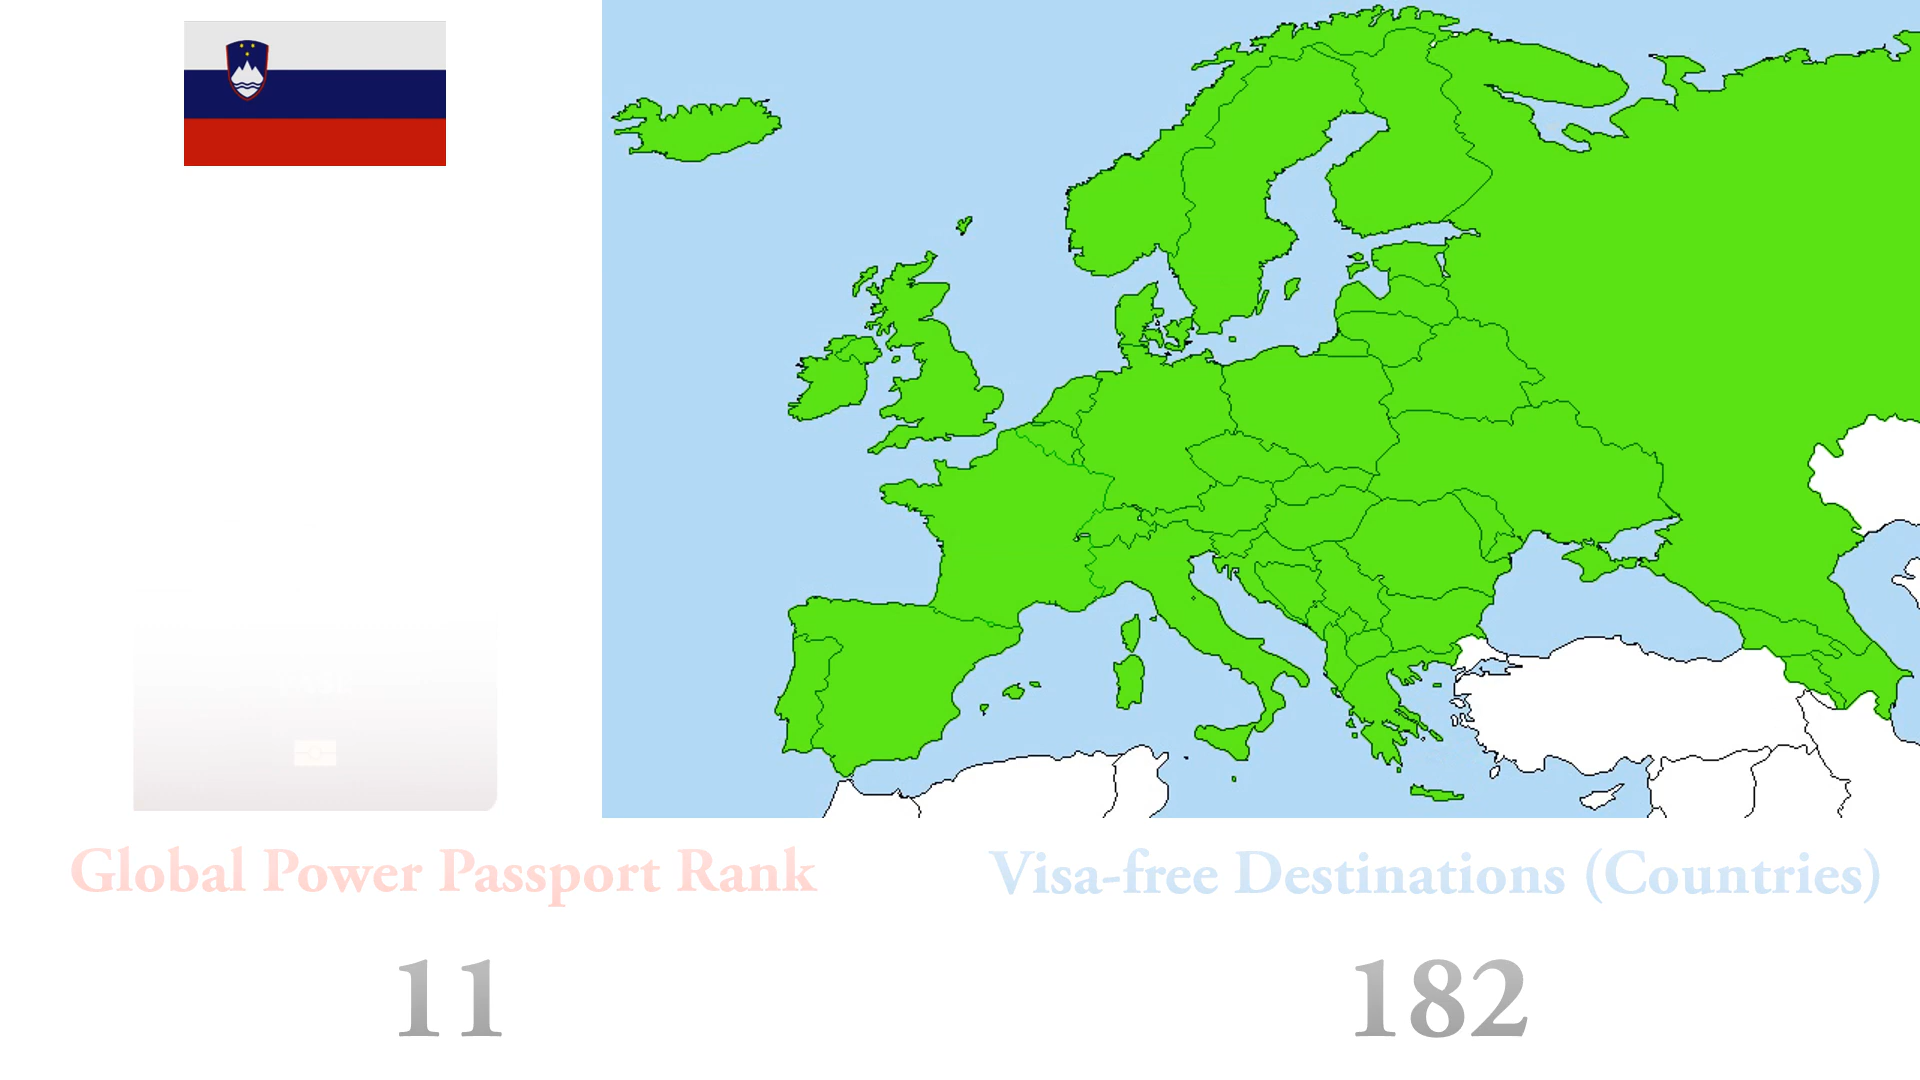 Global Power Passport Rank
Visa-free Destinations (Countries)
11
182